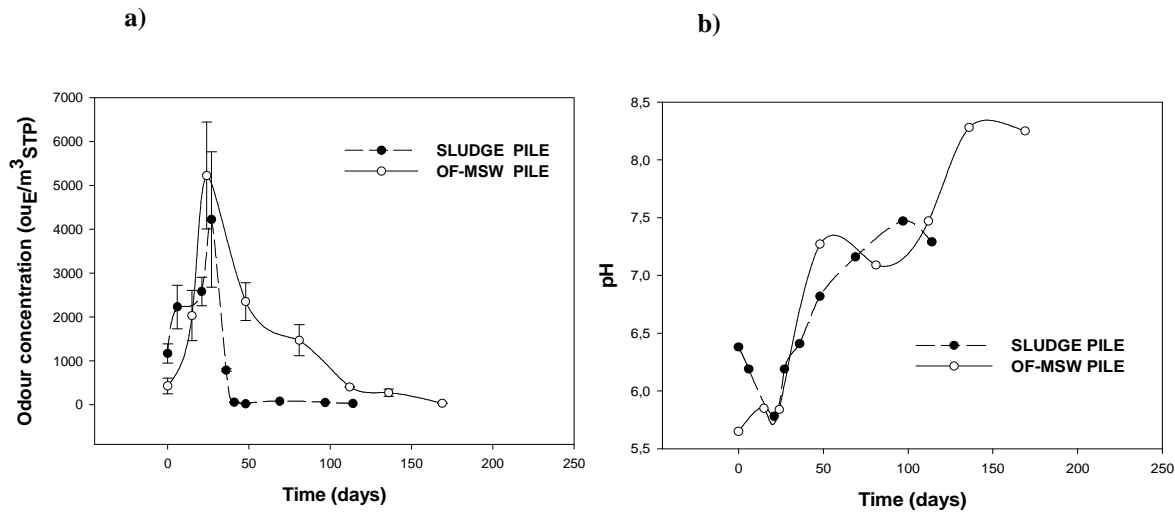 a)
b)
Odour concentration (ouE/m3STP)
7000
6000
5000
4000
3000
2000
1000
0
SLUDGE PILE
OF-MSW PILE
0 50 100 150 200 250
Time (days)
pH
8,5
8,0
7,5
7,0
6,5
6,0
5,5
SLUDGE PILE
OF-MSW PILE
0 50 100 150 200 250
Time (days)